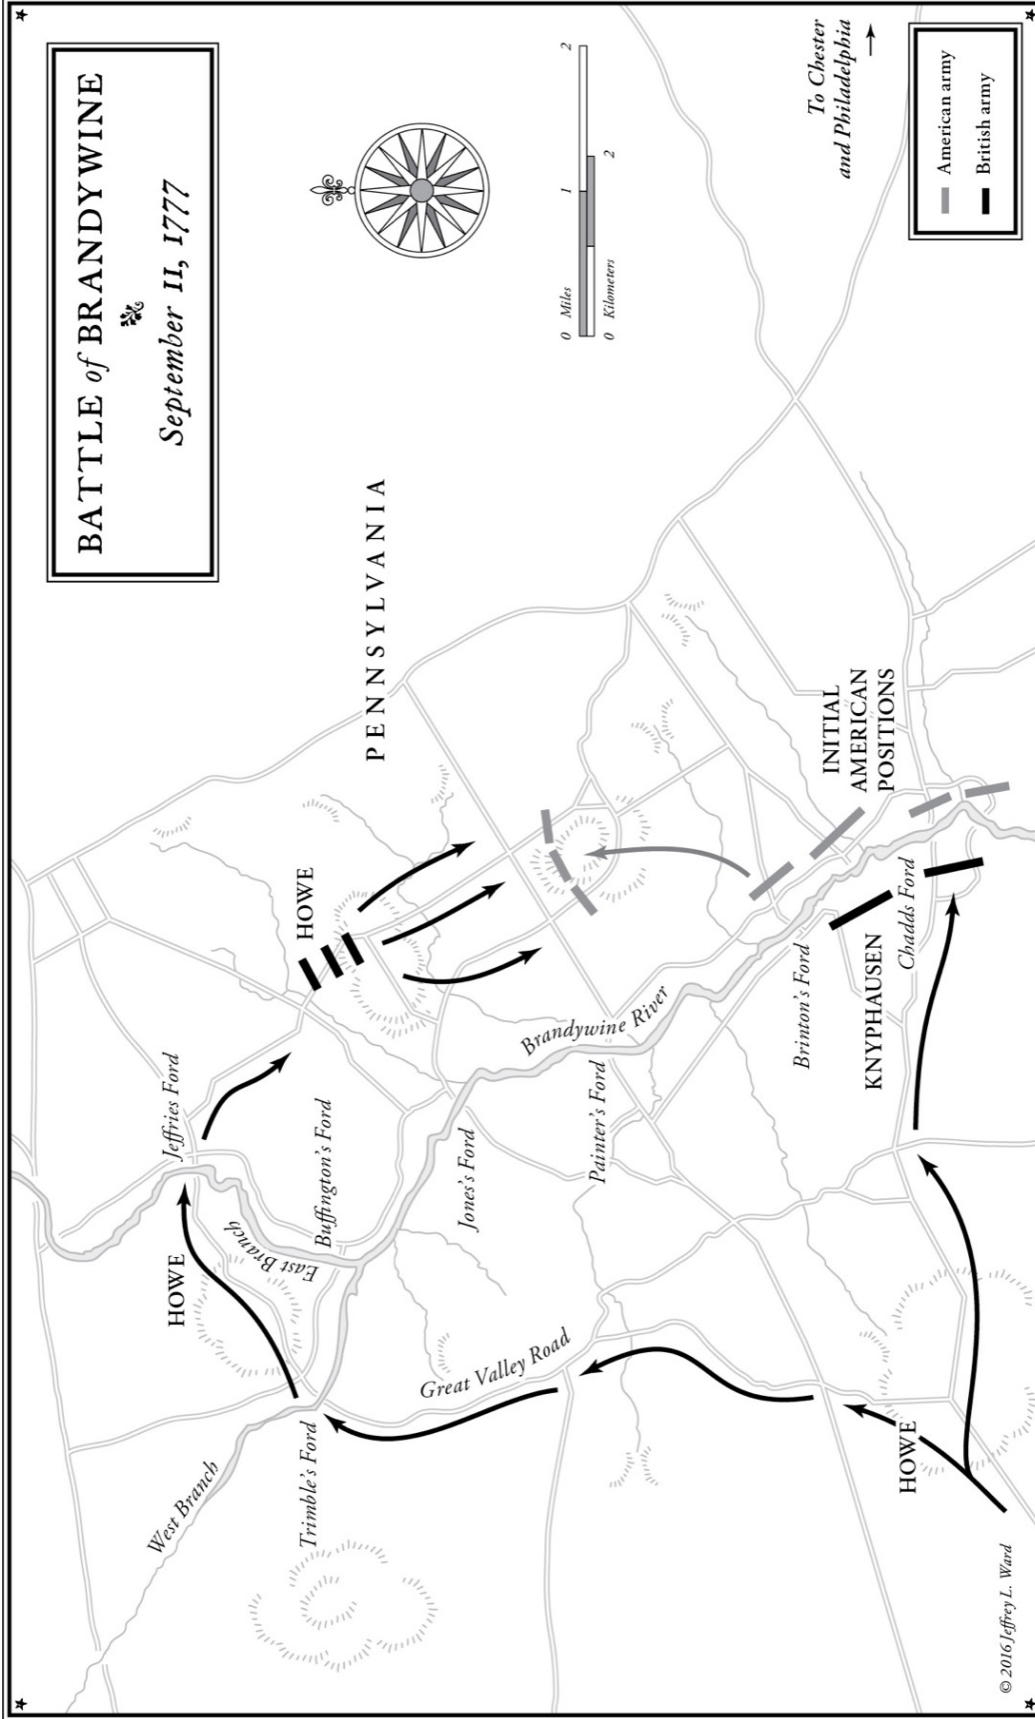 BATTLE of BRANDYWINE
September 11, 1777
0 Miles 1 2
0 Kilometers 2
To Chester
and Philadelphia
American army
British army
PENNSYLVANIA
HOWE
Jeffries Ford
HOWE
East Branch
Buffington's Ford
West Branch
Trimble's Ford
Jones's Ford
Great Valley Road
Brandywine River
Painter's Ford
Brinton's Ford
KNYPHAUSEN
Chadds Ford
INITIAL
AMERICAN
POSITIONS
HOWE
© 2016 Jeffrey L. Ward